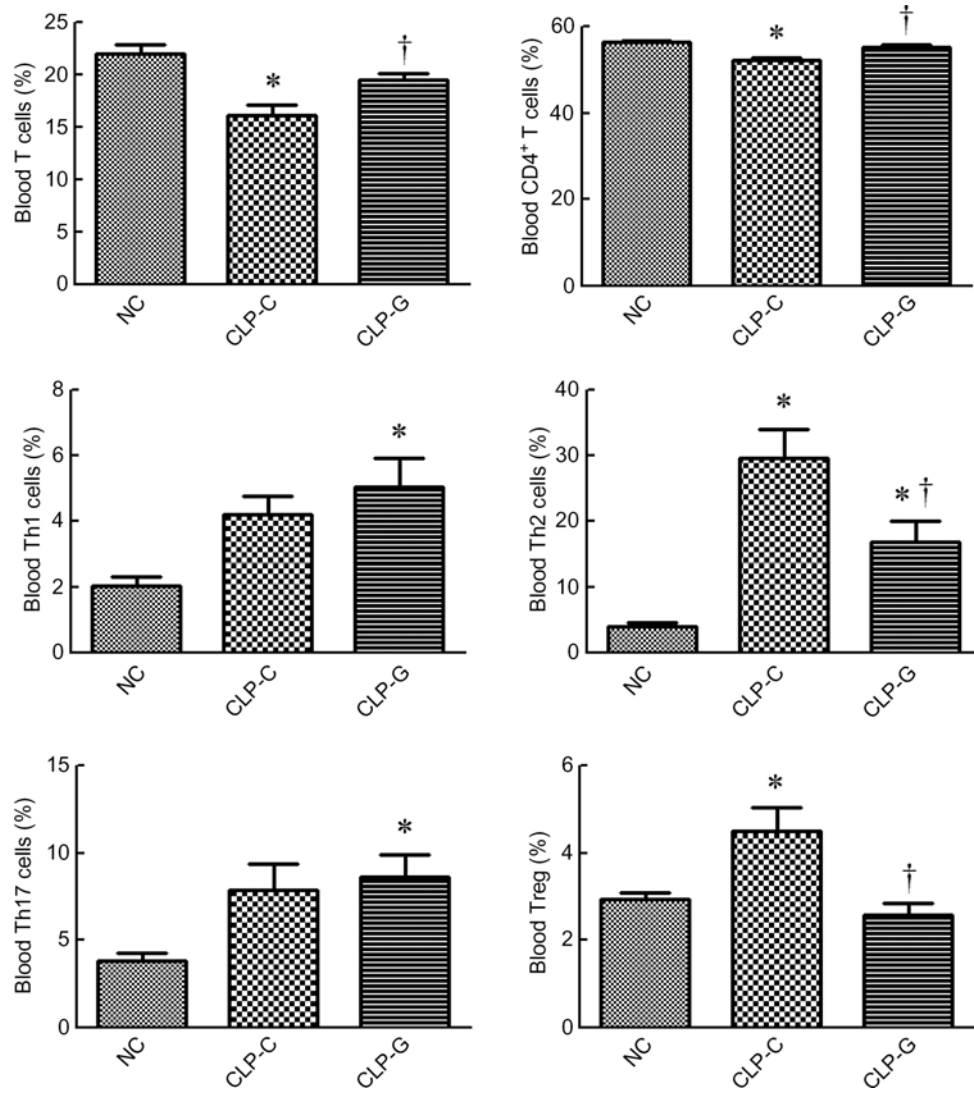 Blood T cells (%)
25
20
15
10
5
0
*
†
NC
CLP-C
CLP-G
Blood CD4⁺ T cells (%)
60
40
20
0
*
†
NC
CLP-C
CLP-G
Blood Th1 cells (%)
8
6
4
2
0
*
NC
CLP-C
CLP-G
Blood Th2 cells (%)
40
30
20
10
0
*
* †
NC
CLP-C
CLP-G
Blood Th17 cells (%)
15
10
5
0
*
NC
CLP-C
CLP-G
Blood Treg (%)
6
4
2
0
*
†
NC
CLP-C
CLP-G